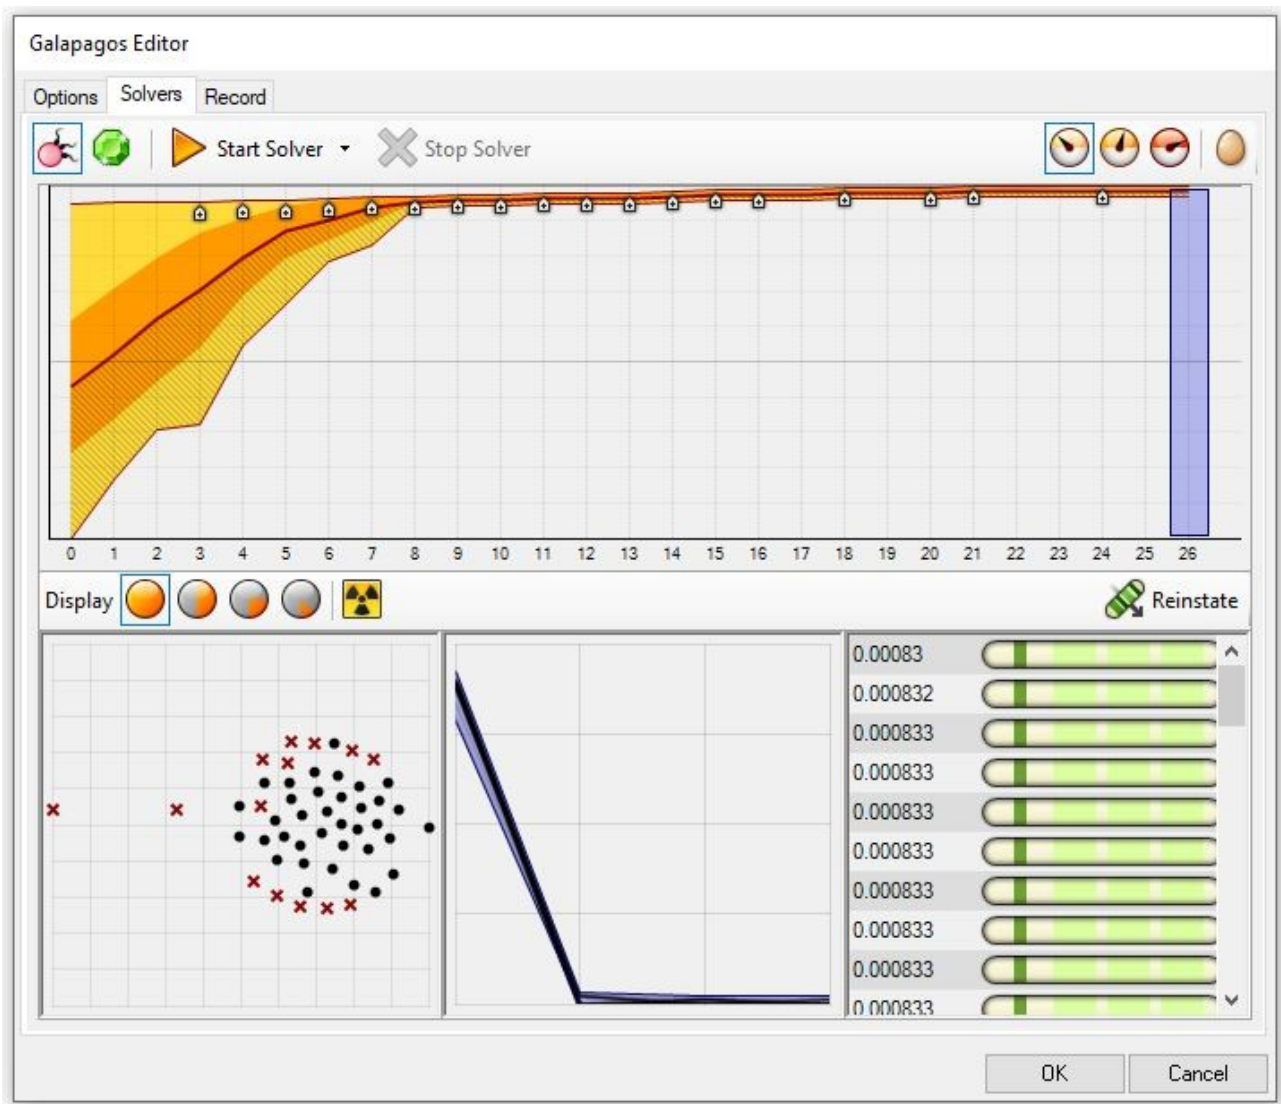 Galapagos Editor
Options Solvers Record
Start Solver Stop Solver
0 1 2 3 4 5 6 7 8 9 10 11 12 13 14 15 16 17 18 19 20 21 22 23 24 25 26
Display Reinstate
0.00083
0.000832
0.000833
0.000833
0.000833
0.000833
0.000833
0.000833
0.000833
0.000833
OK Cancel